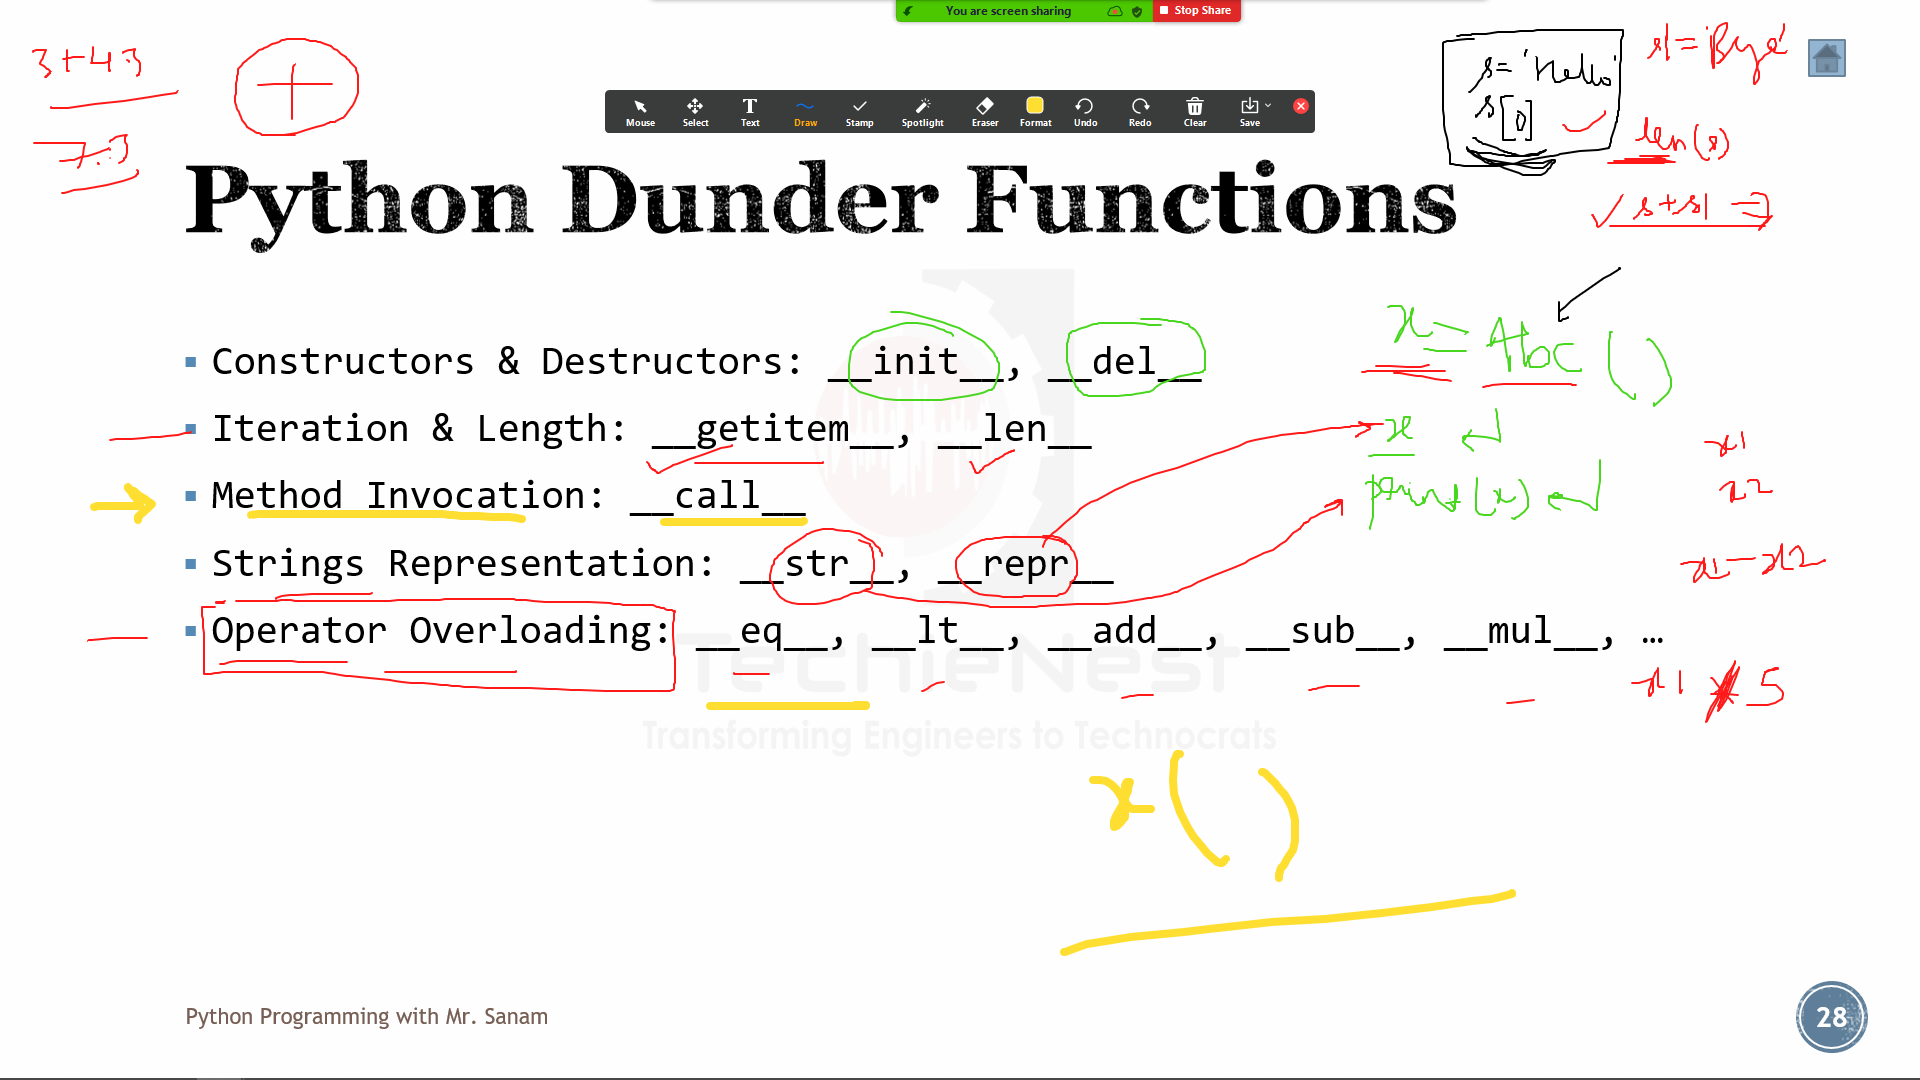 You are screen sharing Stop Share
3+4.3
7.3
+
s='Hello'
s[0]
s1='Bye'
len(s)
s+s1 =>
Mouse Select Text Draw Stamp Spotlight Eraser Format Undo Redo Clear Save
Python Dunder Functions
▪ Constructors & Destructors: __init__, __del__
▪ Iteration & Length: __getitem__, __len__
▪ Method Invocation: __call__
▪ Strings Representation: __str__, __repr__
▪ Operator Overloading: __eq__, __lt__, __add__, __sub__, __mul__, …
x = Abc ( )
x
print(x)
x1
x2
x1-x2
x1 * 5
TechieNest
Transforming Engineers to Technocrats
x( )
Python Programming with Mr. Sanam
28